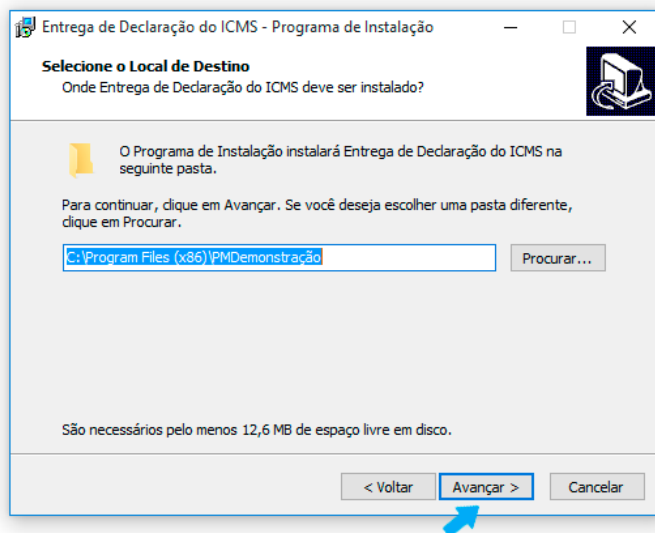 Entrega de Declaração do ICMS - Programa de Instalação
Selecione o Local de Destino
Onde Entrega de Declaração do ICMS deve ser instalado?
O Programa de Instalação instalará Entrega de Declaração do ICMS na
seguinte pasta.
Para continuar, clique em Avançar. Se você deseja escolher uma pasta diferente,
clique em Procurar.
C:\Program Files (x86)\PMDemonstração
Procurar...
São necessários pelo menos 12,6 MB de espaço livre em disco.
< Voltar
Avançar >
Cancelar